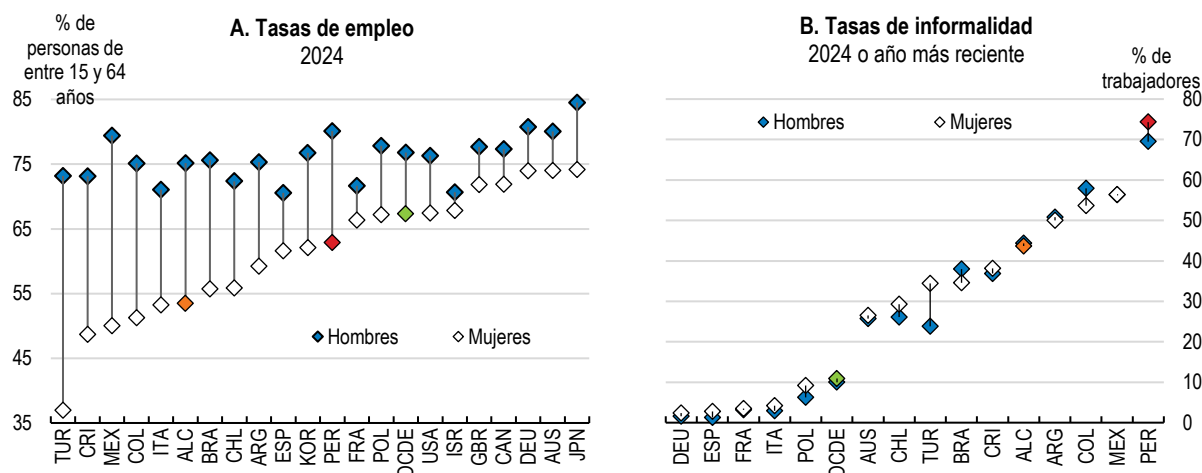 A. Tasas de empleo
2024
% de
personas de
entre 15 y 64
años
85
75
65
55
45
35
Hombres
Mujeres
TUR CRI MEX COL ITA ALC BRA CHL ARG ESP KOR PER FRA POL OCDE USA ISR GBR CAN DEU AUS JPN
B. Tasas de informalidad
2024 o año más reciente
% de
trabajadores
Hombres
Mujeres
80
70
60
50
40
30
20
10
0
DEU ESP FRA ITA POL OCDE AUS CHL TUR BRA CRI ALC ARG COL MEX PER